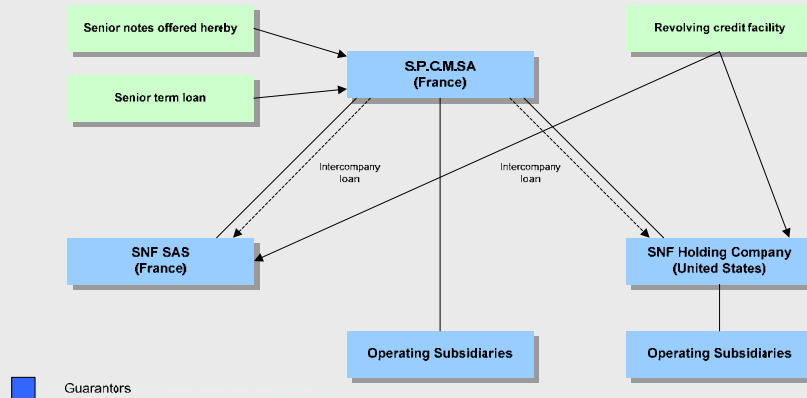 Senior notes offered hereby
Revolving credit facility
S.P.C.M.SA
(France)
Senior term loan
Intercompany
loan
Intercompany
loan
SNF SAS
(France)
SNF Holding Company
(United States)
Operating Subsidiaries
Operating Subsidiaries
Guarantors